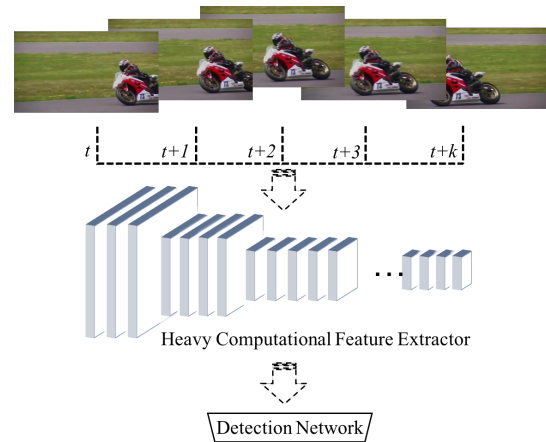 t t+1 t+2 t+3 t+k
...
Heavy Computational Feature Extractor
Detection Network